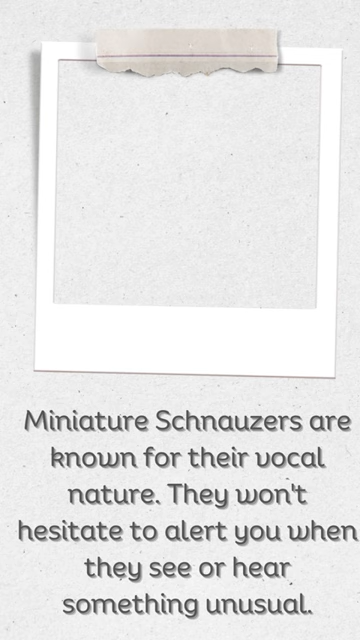 Miniature Schnauzers are
known for their vocal
nature. They won't
hesitate to alert you when
they see or hear
something unusual.